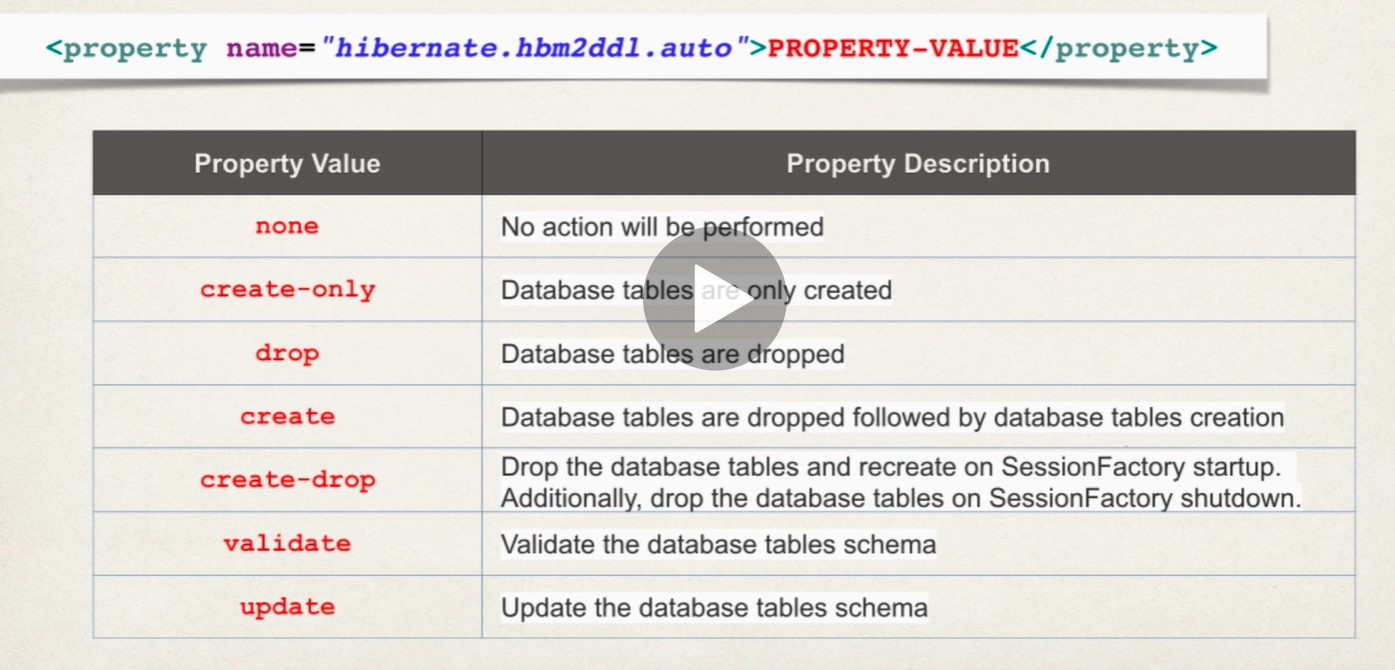 <property name="hibernate.hbm2ddl.auto">PROPERTY-VALUE</property>
Property Value Property Description
none No action will be performed
create-only Database tables are only created
drop Database tables are dropped
create Database tables are dropped followed by database tables creation
create-drop Drop the database tables and recreate on SessionFactory startup.
Additionally, drop the database tables on SessionFactory shutdown.
validate Validate the database tables schema
update Update the database tables schema